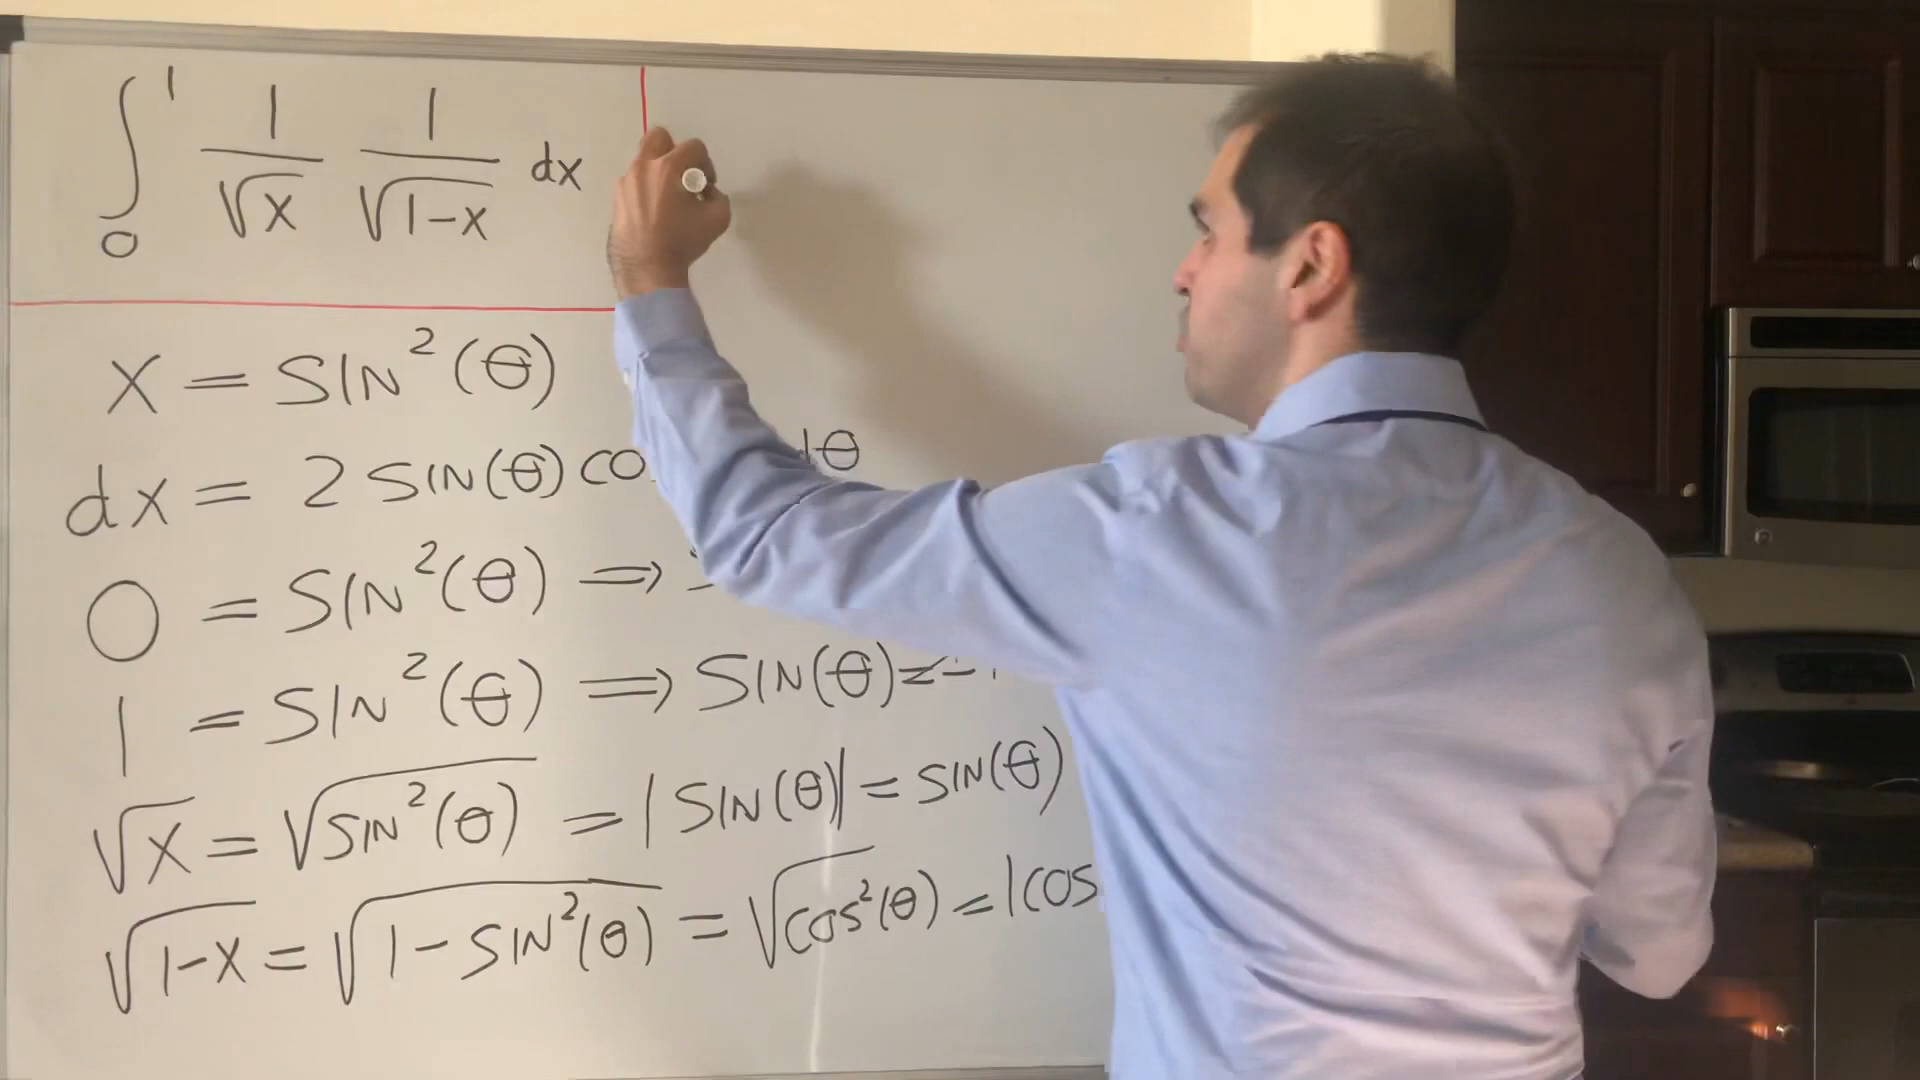 ∫₀¹ 1/√x 1/√(1-x) dx
x = SIN²(θ)
dx = 2 SIN(θ) dθ
0 = SIN²(θ) ⟹
1 = SIN²(θ) ⟹ SIN(θ) =
√x = √(SIN²(θ)) = |SIN(θ)| = SIN(θ)
√(1-x) = √(1-SIN²(θ)) = √(cos²(θ)) = |COS